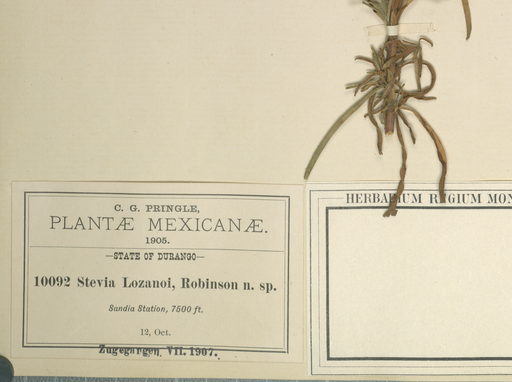 C. G. PRINGLE,
PLANTÆ MEXICANÆ.
1905.
—STATE OF DURANGO—
10092 Stevia Lozanoi, Robinson n. sp.
Sandia Station, 7500 ft.
12, Oct.
Zugegangen VII. 1907.
HERBARIUM REGIUM MON